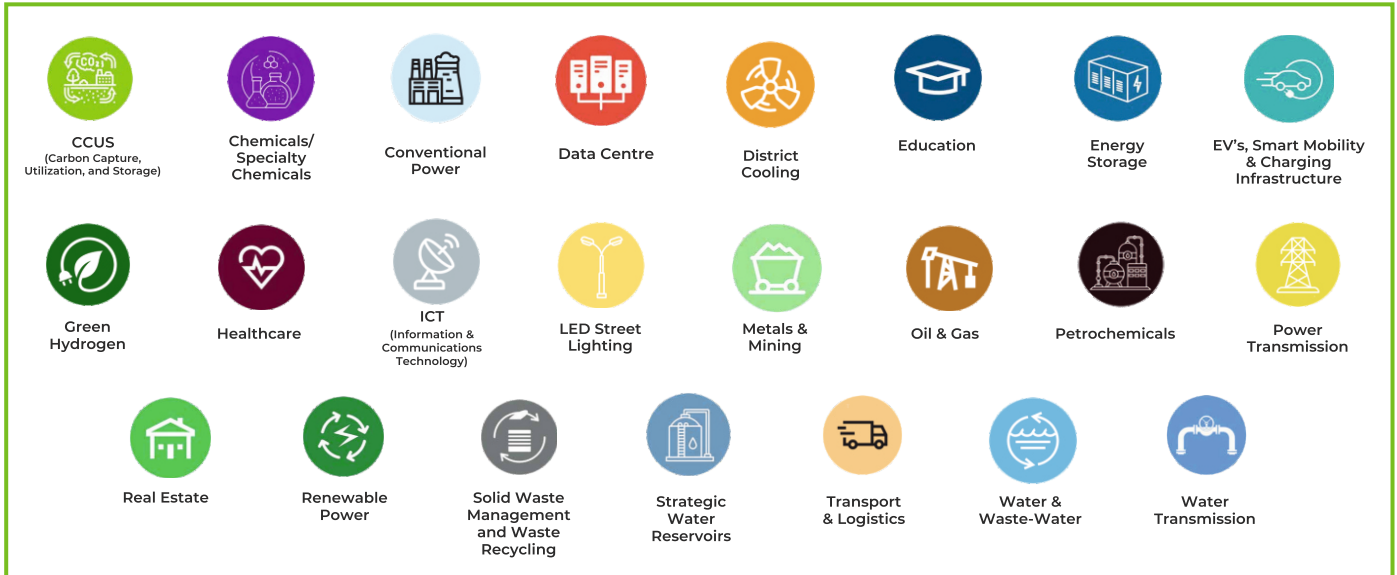 CO₂
CCUS
(Carbon Capture,
Utilization, and Storage)
Chemicals/
Specialty
Chemicals
Conventional
Power
Data Centre
District
Cooling
Education
Energy
Storage
EV's, Smart Mobility
& Charging
Infrastructure
Green
Hydrogen
Healthcare
ICT
(Information &
Communications
Technology)
LED Street
Lighting
Metals &
Mining
Oil & Gas
Petrochemicals
Power
Transmission
Real Estate
Renewable
Power
Solid Waste
Management
and Waste
Recycling
Strategic
Water
Reservoirs
Transport
& Logistics
Water &
Waste-Water
Water
Transmission